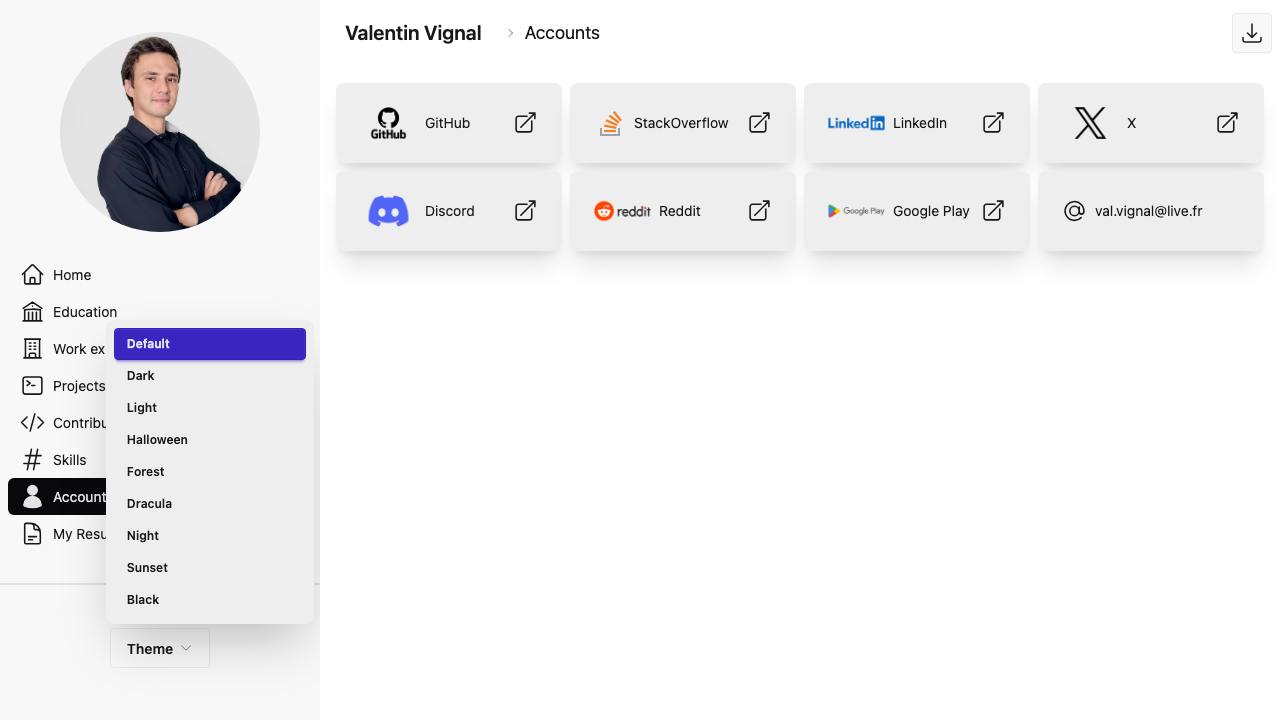 Valentin Vignal
Accounts
GitHub
GitHub
StackOverflow
LinkedIn
LinkedIn
X
X
Discord
reddit
Reddit
Google Play
Google Play
val.vignal@live.fr
Home
Education
Work ex
Projects
Contribu
Skills
Account
My Resu
Default
Dark
Light
Halloween
Forest
Dracula
Night
Sunset
Black
Theme